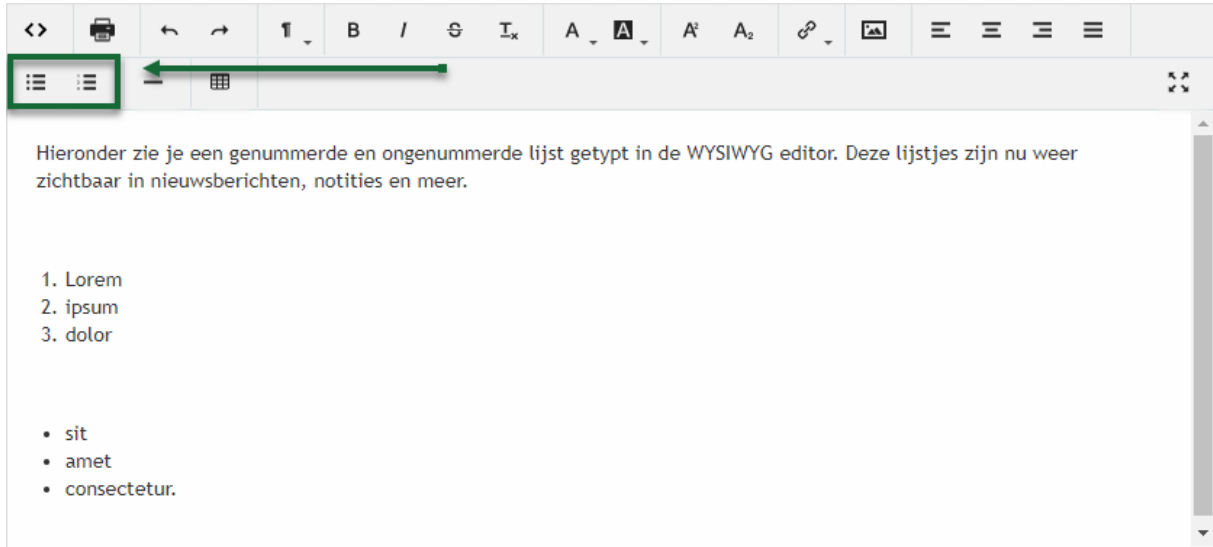 Hieronder zie je een genummerde en ongenummerde lijst getypt in de WYSIWYG editor. Deze lijstjes zijn nu weer
zichtbaar in nieuwsberichten, notities en meer.
1. Lorem
2. ipsum
3. dolor
• sit
• amet
• consectetur.